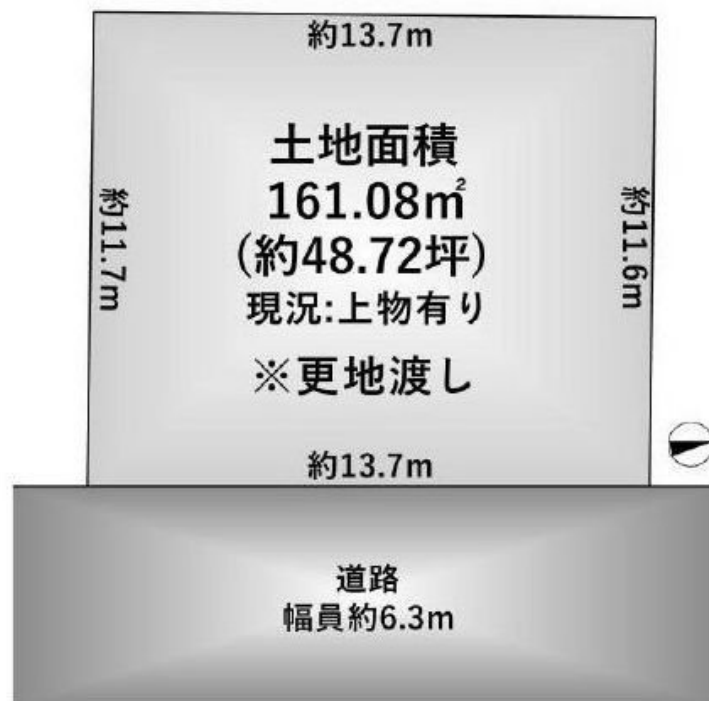 約13.7m
土地面積
161.08㎡
(約48.72坪)
現況:上物有り
※更地渡し
約11.7m
約11.6m
約13.7m
道路
幅員約6.3m